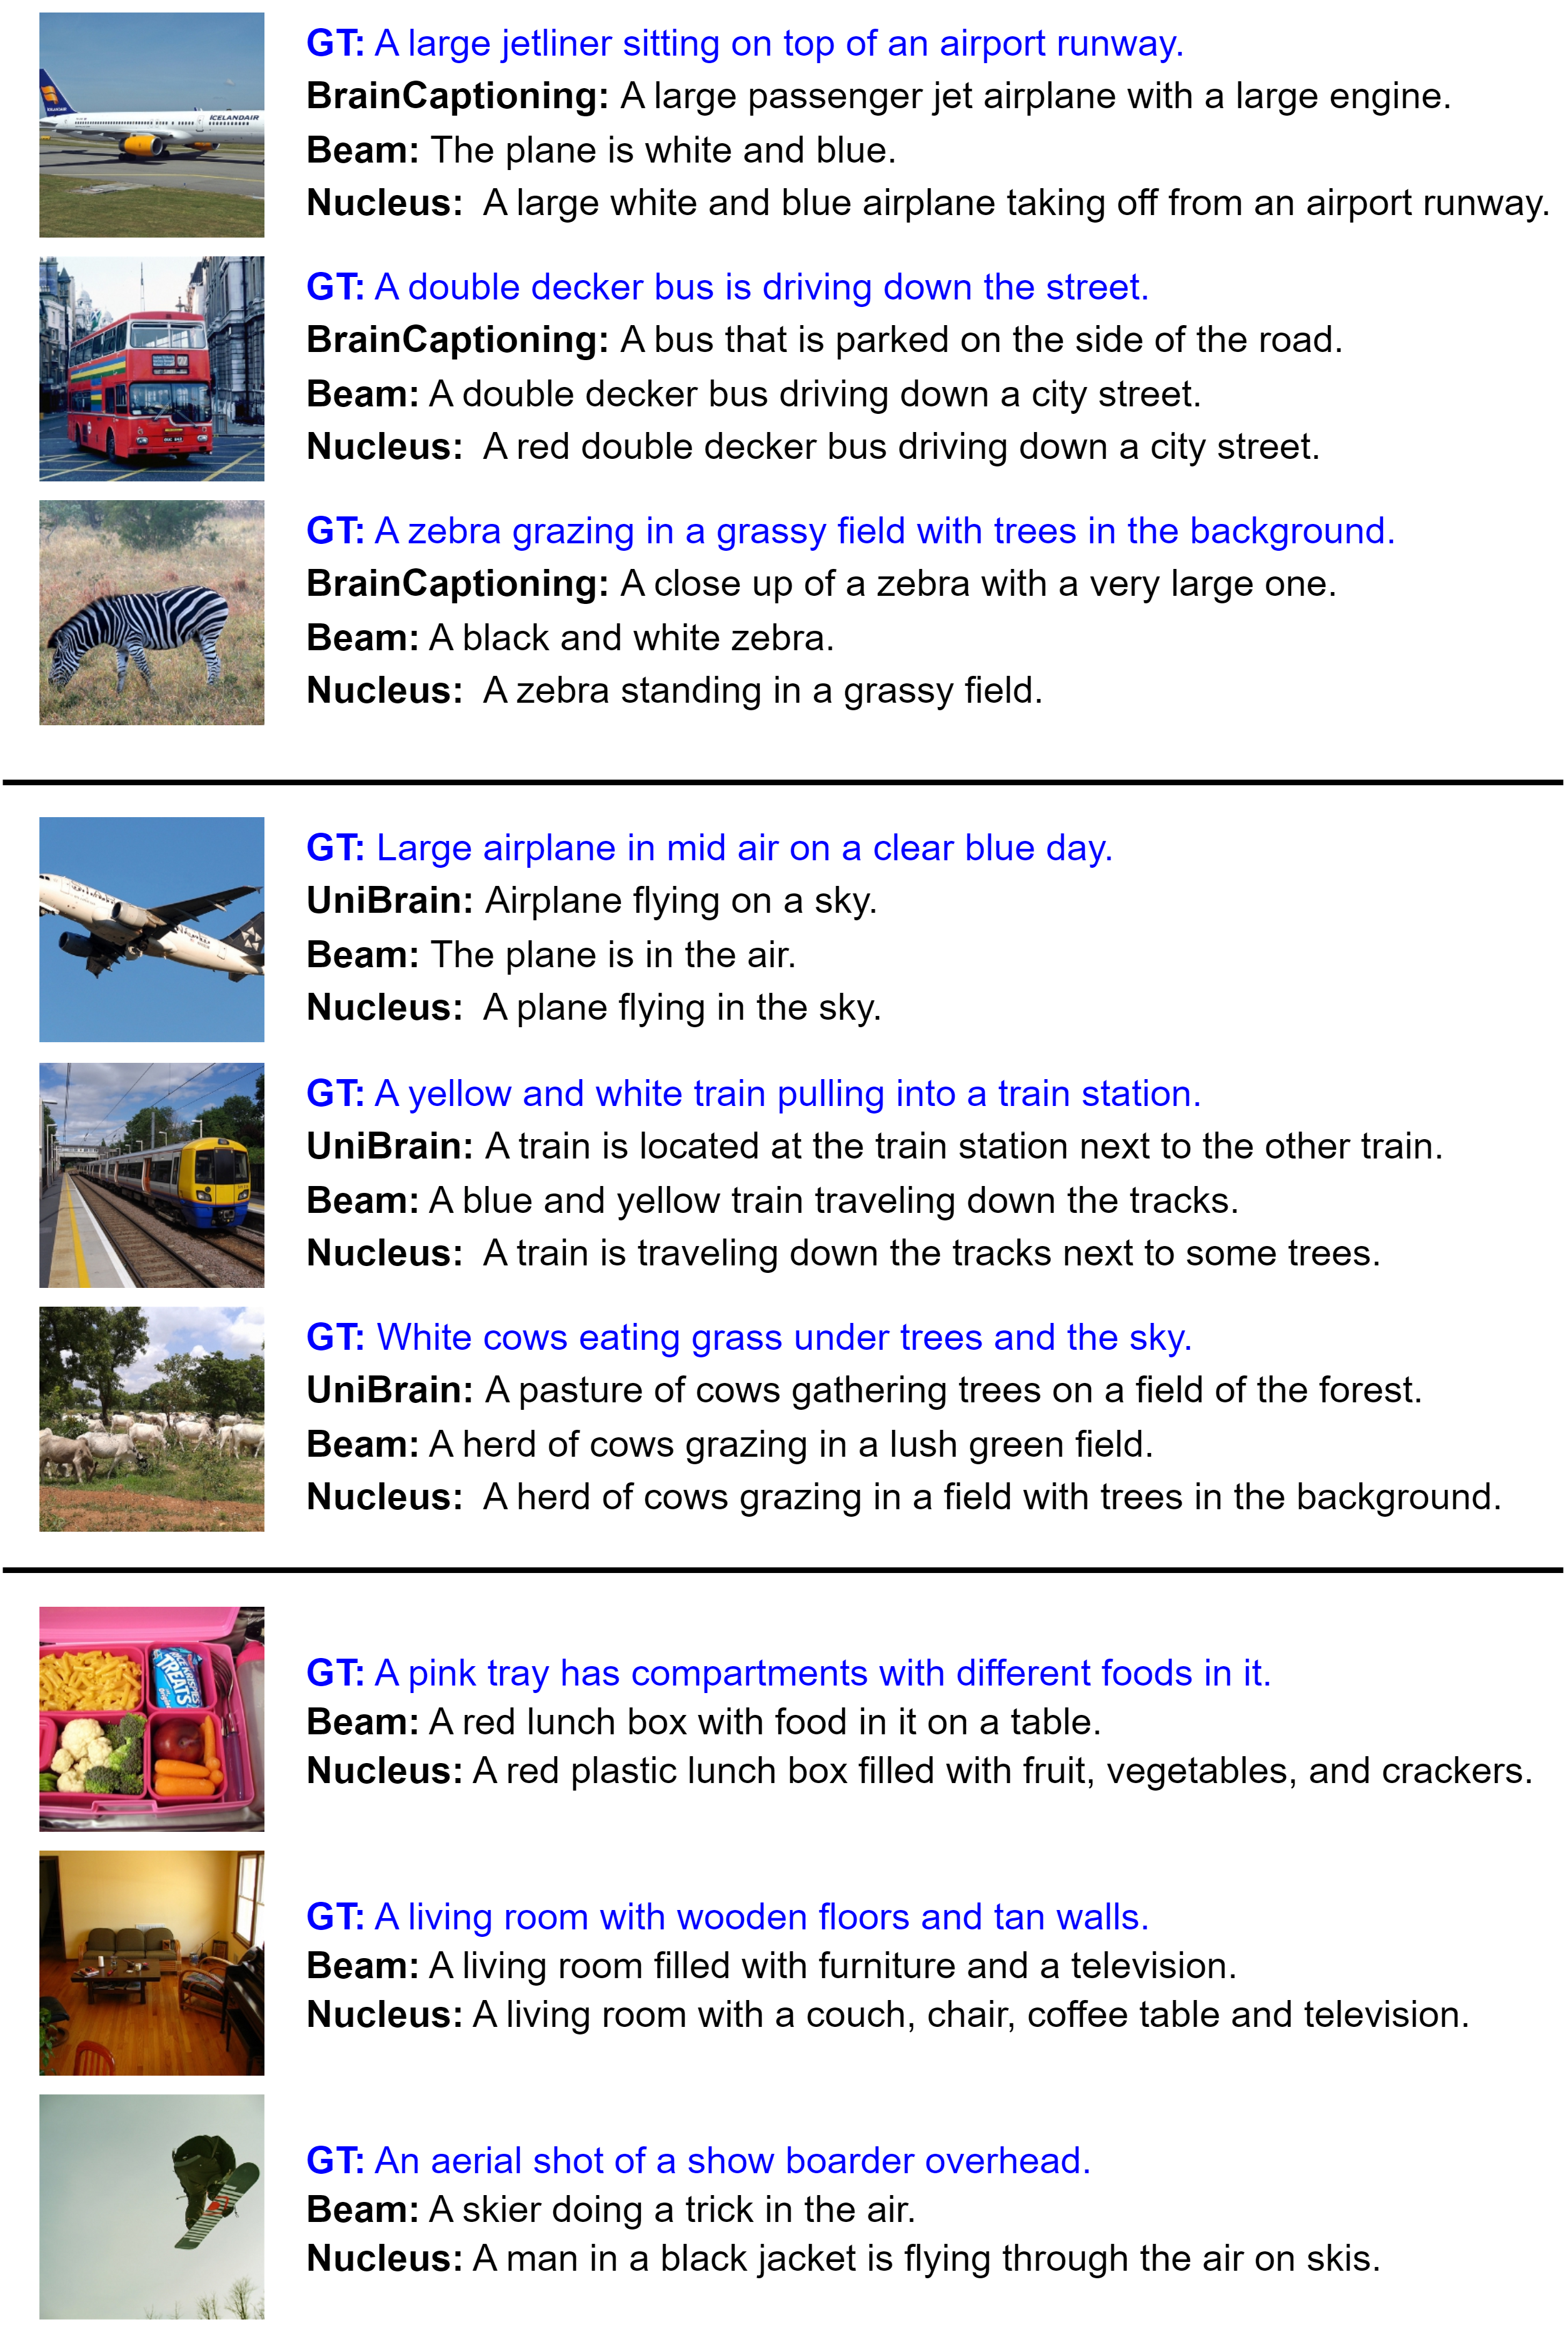 GT: A large jetliner sitting on top of an airport runway.
BrainCaptioning: A large passenger jet airplane with a large engine.
Beam: The plane is white and blue.
Nucleus: A large white and blue airplane taking off from an airport runway.
ICELANDAIR
GT: A double decker bus is driving down the street.
BrainCaptioning: A bus that is parked on the side of the road.
Beam: A double decker bus driving down a city street.
Nucleus: A red double decker bus driving down a city street.
GT: A zebra grazing in a grassy field with trees in the background.
BrainCaptioning: A close up of a zebra with a very large one.
Beam: A black and white zebra.
Nucleus: A zebra standing in a grassy field.
GT: Large airplane in mid air on a clear blue day.
UniBrain: Airplane flying on a sky.
Beam: The plane is in the air.
Nucleus: A plane flying in the sky.
GT: A yellow and white train pulling into a train station.
UniBrain: A train is located at the train station next to the other train.
Beam: A blue and yellow train traveling down the tracks.
Nucleus: A train is traveling down the tracks next to some trees.
GT: White cows eating grass under trees and the sky.
UniBrain: A pasture of cows gathering trees on a field of the forest.
Beam: A herd of cows grazing in a lush green field.
Nucleus: A herd of cows grazing in a field with trees in the background.
TREATS
GT: A pink tray has compartments with different foods in it.
Beam: A red lunch box with food in it on a table.
Nucleus: A red plastic lunch box filled with fruit, vegetables, and crackers.
GT: A living room with wooden floors and tan walls.
Beam: A living room filled with furniture and a television.
Nucleus: A living room with a couch, chair, coffee table and television.
GT: An aerial shot of a show boarder overhead.
Beam: A skier doing a trick in the air.
Nucleus: A man in a black jacket is flying through the air on skis.